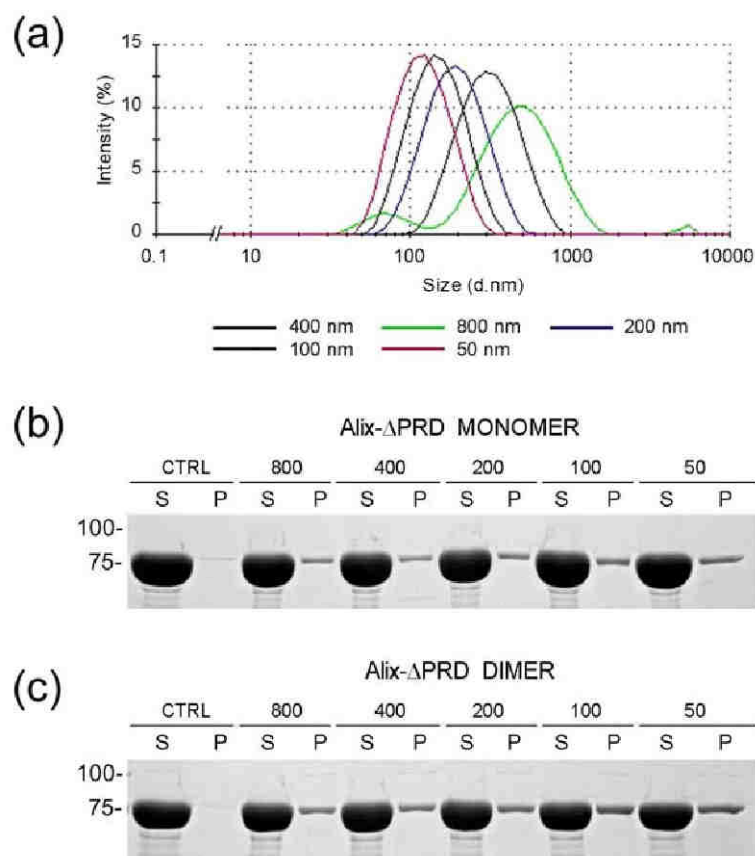 (a)
Intensity (%)
15
10
5
0
0.1 10 100 1000 10000
Size (d.nm)
400 nm 800 nm 200 nm
100 nm 50 nm
(b)
Alix-ΔPRD MONOMER
CTRL 800 400 200 100 50
S P S P S P S P S P S P
100-
75-
(c)
Alix-ΔPRD DIMER
CTRL 800 400 200 100 50
S P S P S P S P S P S P
100-
75-